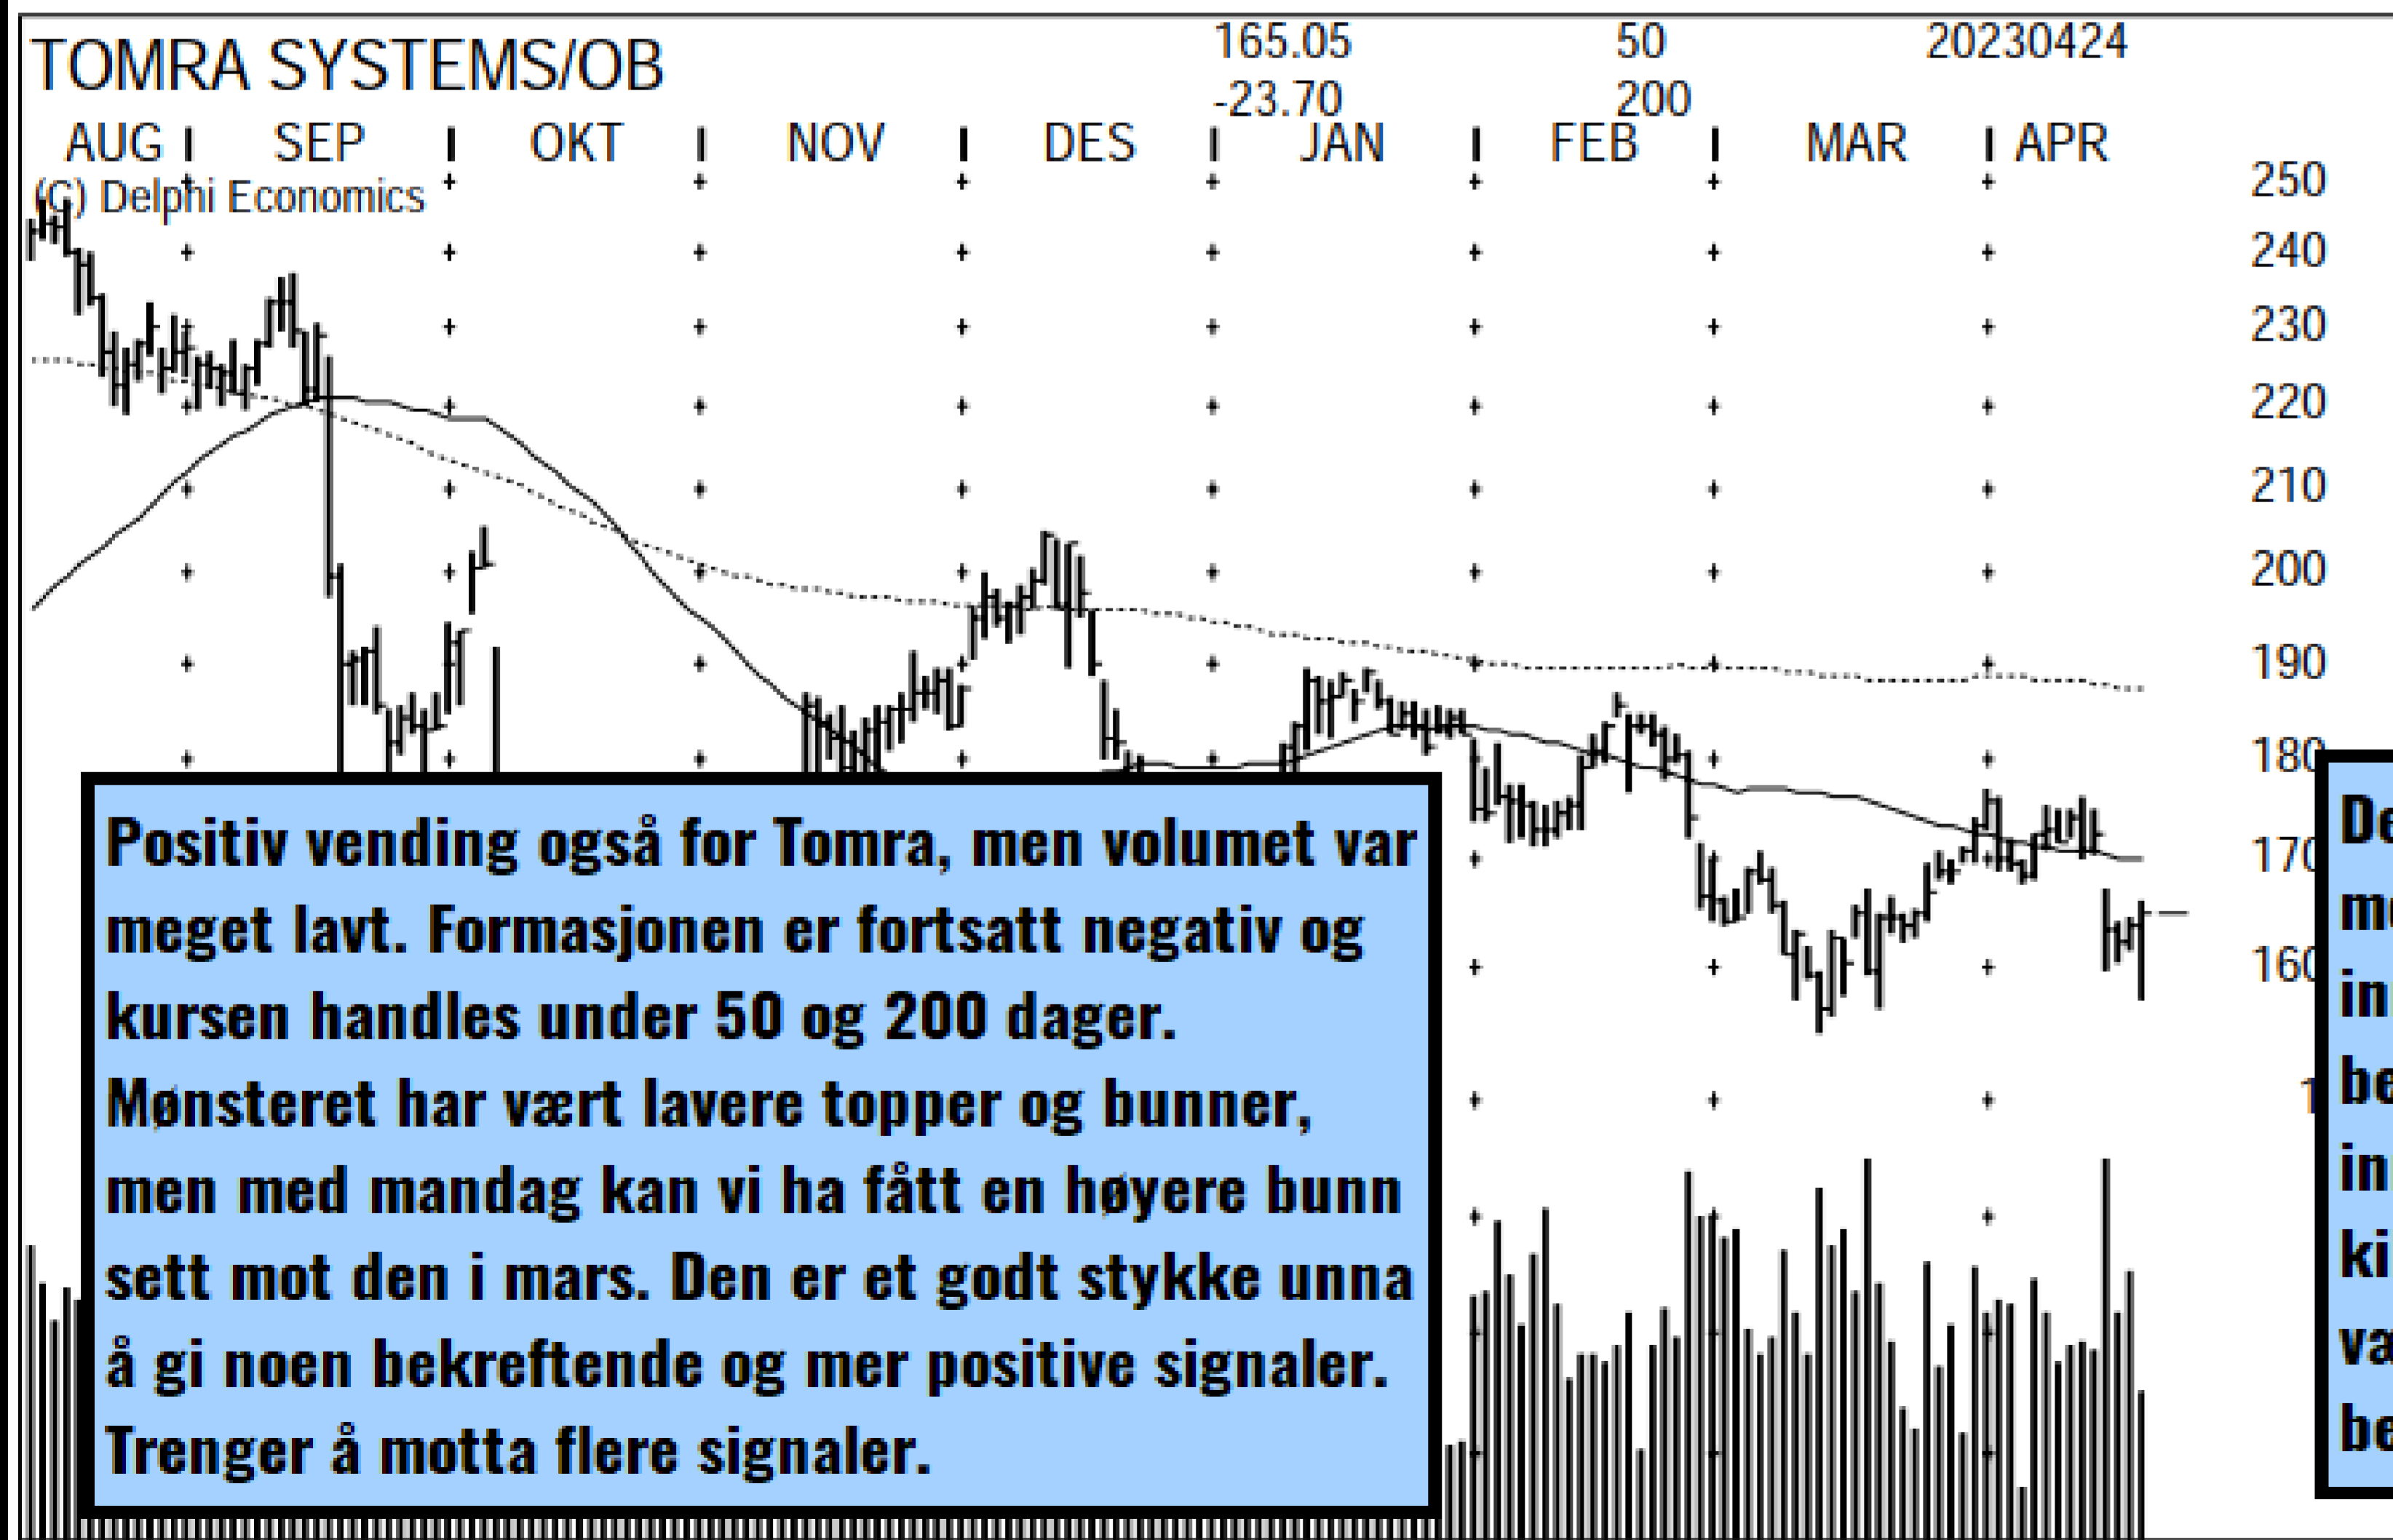 TOMRA SYSTEMS/OB 165.05 50 20230424
-23.70 200
AUG SEP OKT NOV DES JAN FEB MAR APR
(C) Delphi Economics
250
240
230
220
210
200
190
180
170
160
Positiv vending også for Tomra, men volumet var
meget lavt. Formasjonen er fortsatt negativ og
kursen handles under 50 og 200 dager.
Mønsteret har vært lavere topper og bunner,
men med mandag kan vi ha fått en høyere bunn
sett mot den i mars. Den er et godt stykke unna
å gi noen bekreftende og mer positive signaler.
Trenger å motta flere signaler.